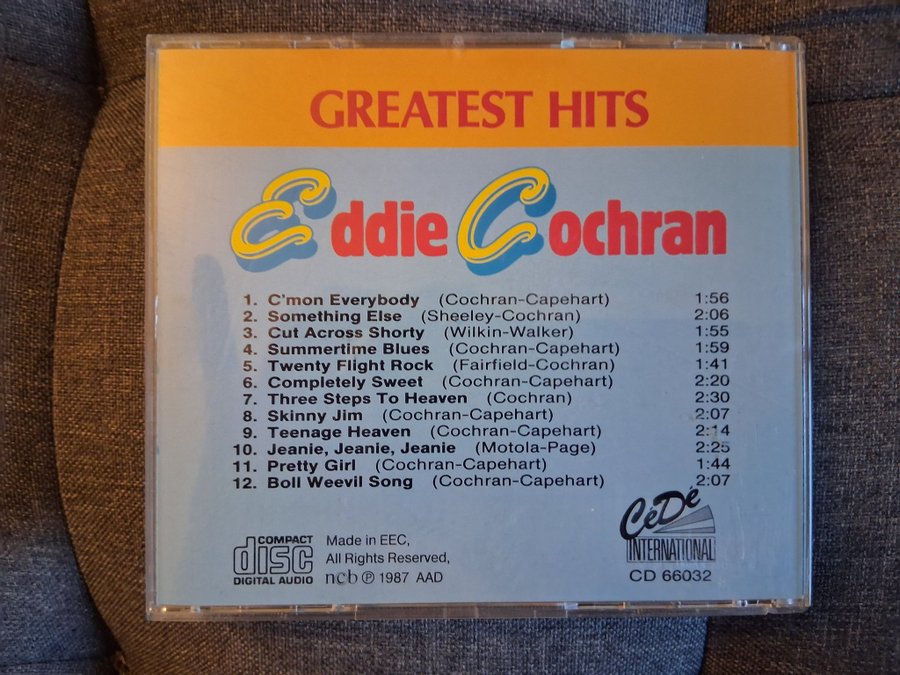 GREATEST HITS
Eddie Cochran
1. C'mon Everybody (Cochran-Capehart) 1:56
2. Something Else (Sheeley-Cochran) 2:06
3. Cut Across Shorty (Wilkin-Walker) 1:55
4. Summertime Blues (Cochran-Capehart) 1:59
5. Twenty Flight Rock (Fairfield-Cochran) 1:41
6. Completely Sweet (Cochran-Capehart) 2:20
7. Three Steps To Heaven (Cochran) 2:30
8. Skinny Jim (Cochran-Capehart) 2:07
9. Teenage Heaven (Cochran-Capehart) 2:14
10. Jeanie, Jeanie, Jeanie (Motola-Page) 2:25
11. Pretty Girl (Cochran-Capehart) 1:44
12. Boll Weevil Song (Cochran-Capehart) 2:07
COMPACT
disc
DIGITAL AUDIO
Made in EEC,
All Rights Reserved,
ncb ℗ 1987 AAD
CéDé
INTERNATIONAL
CD 66032